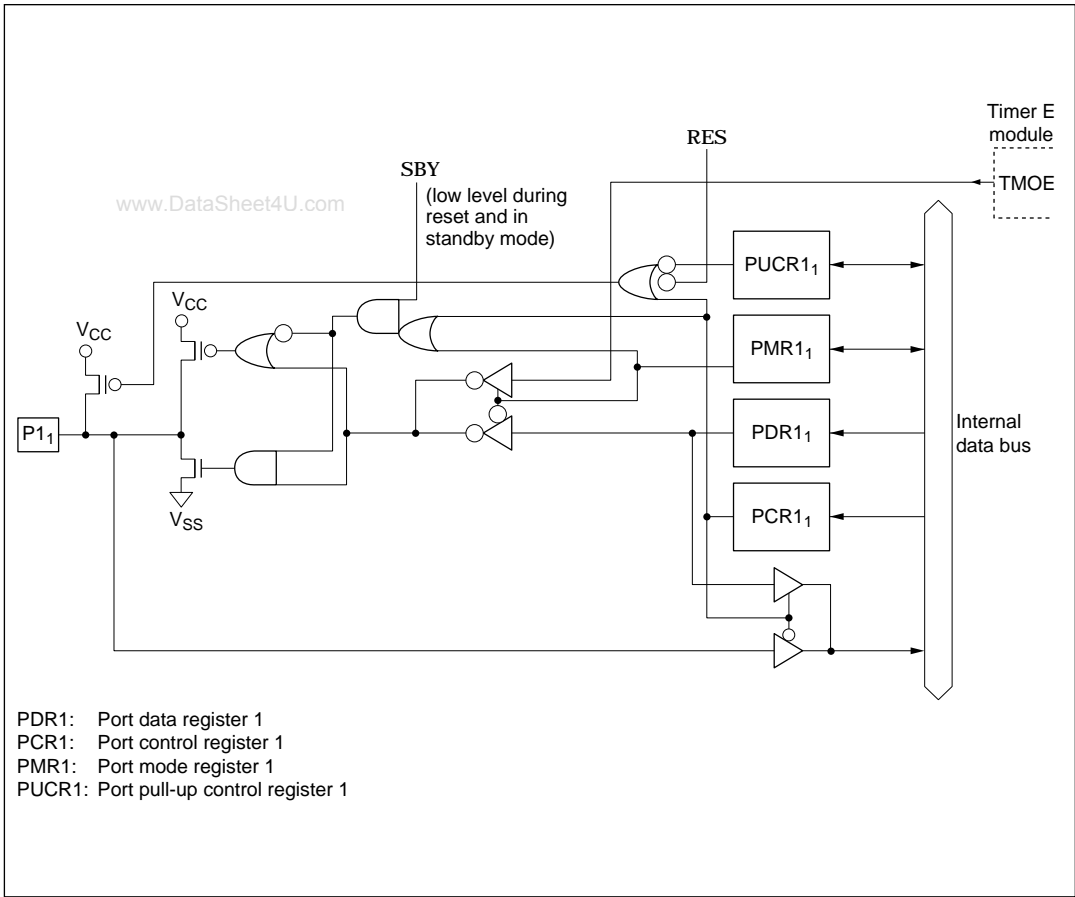 Timer E
module
TMOE
RES
SBY
(low level during
reset and in
standby mode)
www.DataSheet4U.com
PUCR1₁
VCC
VCC
PMR1₁
P1₁
PDR1₁
Internal
data bus
VSS
PCR1₁
PDR1: Port data register 1
PCR1: Port control register 1
PMR1: Port mode register 1
PUCR1: Port pull-up control register 1